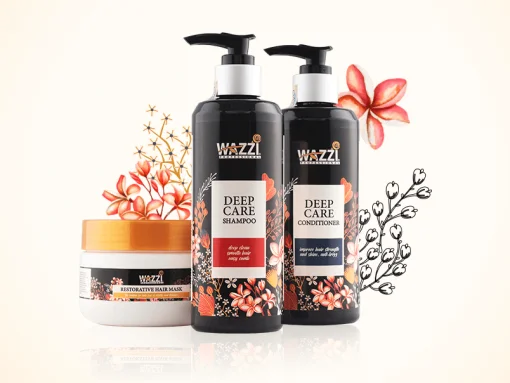 WAZZI
PROFESSIONAL
DEEP
CARE
SHAMPOO
deep clean
smooth hair
easy comb
WAZZI
PROFESSIONAL
DEEP
CARE
CONDITIONER
improve hair strength
and shine, anti-frizz
WAZZI
RESTORATIVE HAIR MASK